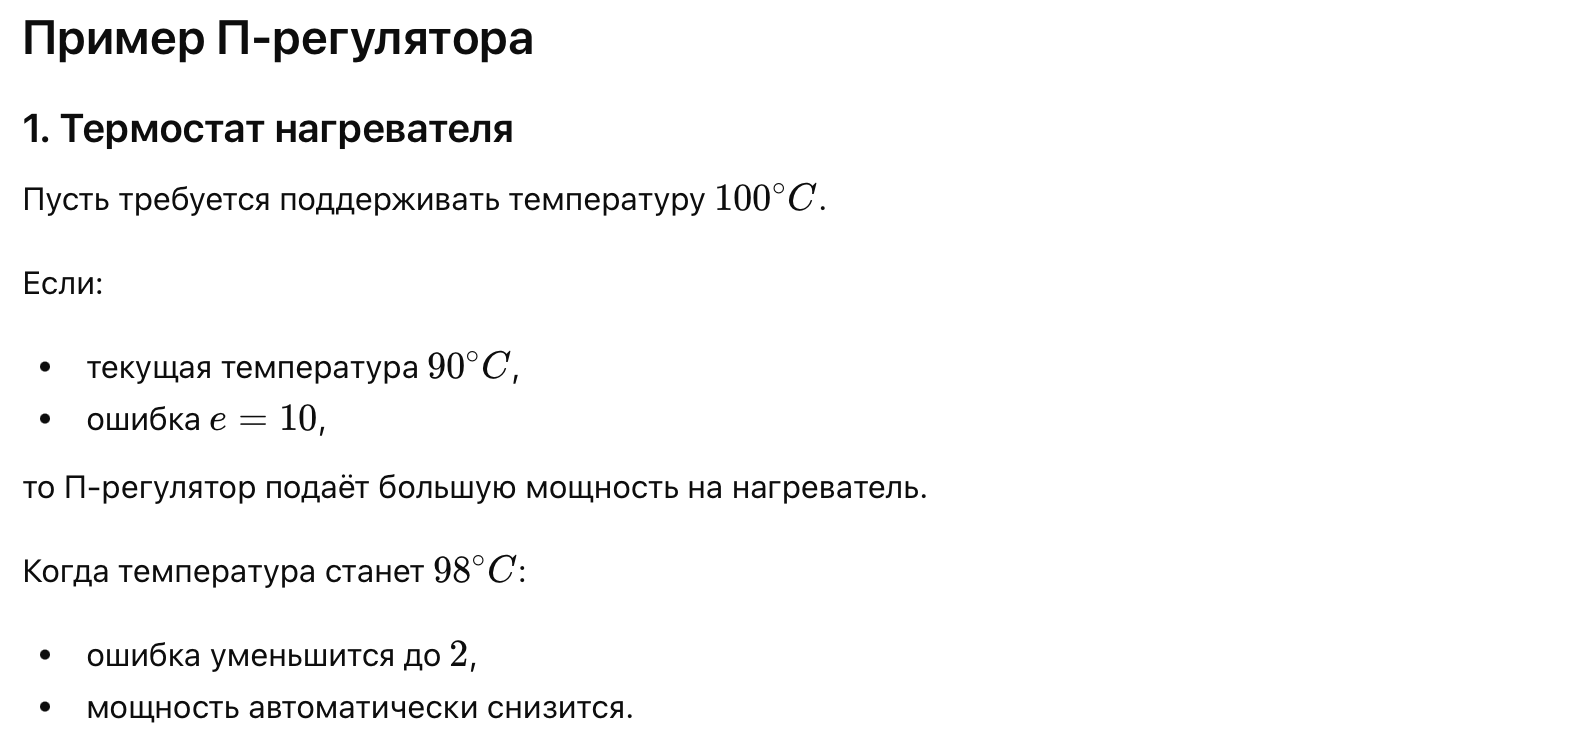 Пример П-регулятора
1. Термостат нагревателя
Пусть требуется поддерживать температуру 100°C.
Если:
• текущая температура 90°C,
• ошибка e = 10,
то П-регулятор подаёт большую мощность на нагреватель.
Когда температура станет 98°C:
• ошибка уменьшится до 2,
• мощность автоматически снизится.